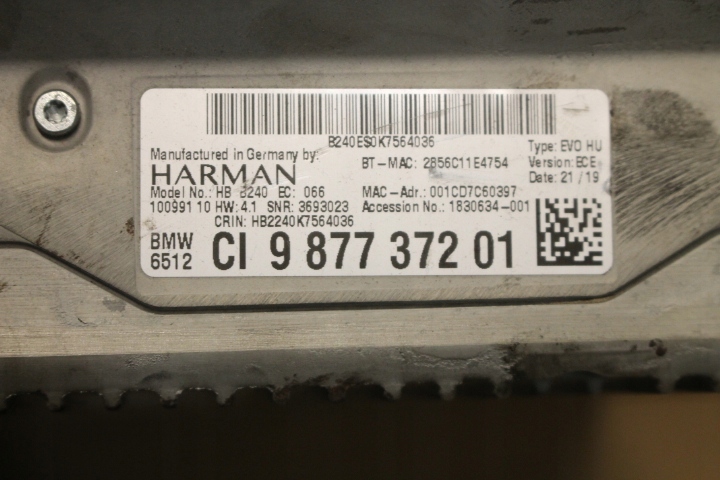 B240ES0K7564036
Manufactured in Germany by:
HARMAN
BT-MAC: 2856C11E4754
Type: EVO HU
Version: ECE
Date: 21/19
Model No.: HB B240 EC: 066
MAC-Adr.: 001CD7C60397
100991 10 HW: 4.1 SNR: 3693023
Accession No.: 1830634-001
CRIN: HB2240K7564036
BMW
6512
CI 9 877 372 01